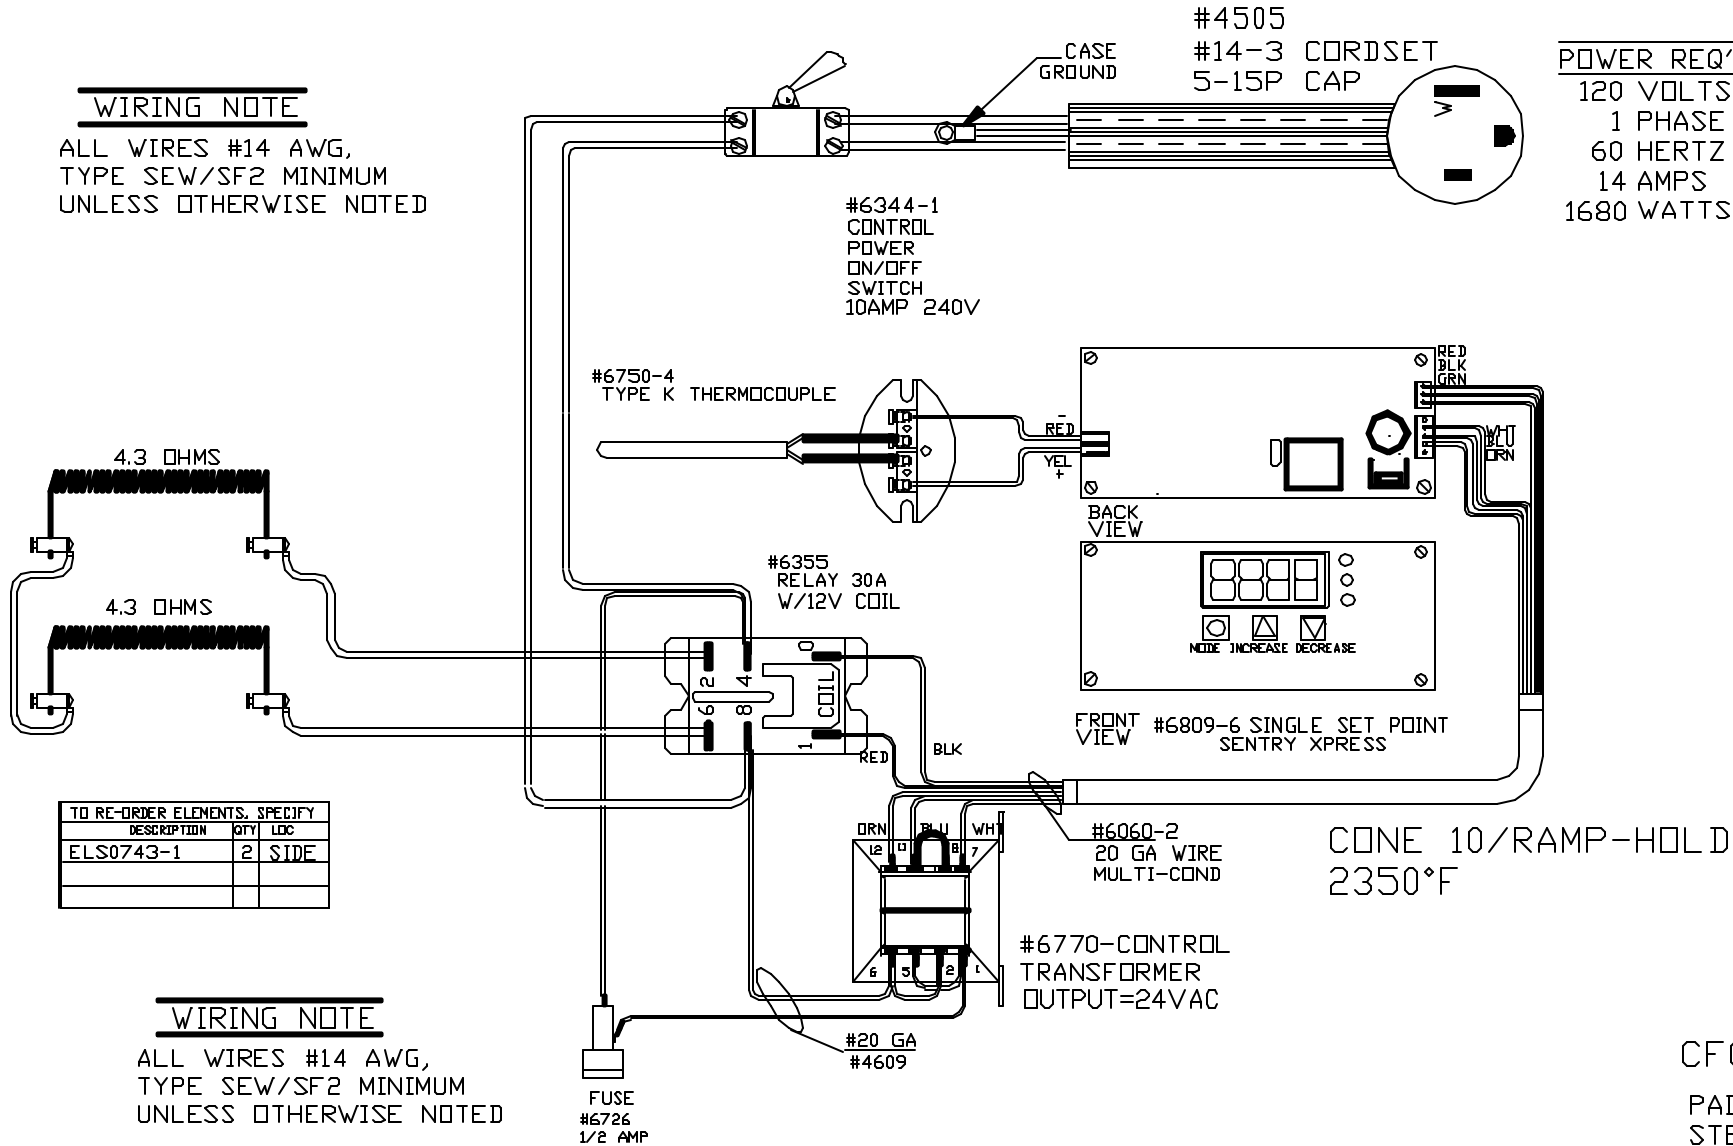 #4505
#14-3 CORDSET
5-15P CAP
CASE
GROUND
POWER REQ'
120 VOLTS
1 PHASE
60 HERTZ
14 AMPS
1680 WATTS
W
WIRING NOTE
ALL WIRES #14 AWG,
TYPE SEW/SF2 MINIMUM
UNLESS OTHERWISE NOTED
#6344-1
CONTROL
POWER
ON/OFF
SWITCH
10AMP 240V
#6750-4
TYPE K THERMOCOUPLE
-
RED
YEL
+
RED
BLK
GRN
WHT
BLU
ORN
BACK
VIEW
4.3 OHMS
4.3 OHMS
#6355
RELAY 30A
W/12V COIL
2
4
6
8
0
1
COIL
RED
BLK
8888
MODE INCREASE DECREASE
FRONT
VIEW
#6809-6 SINGLE SET POINT
SENTRY XPRESS
TO RE-ORDER ELEMENTS, SPECIFY
DESCRIPTION QTY LOC
ELS0743-1 2 SIDE
ORN BLU WHT
12 8 7
6 5 2 1
#6060-2
20 GA WIRE
MULTI-COND
CONE 10/RAMP-HOLD
2350°F
#6770-CONTROL
TRANSFORMER
OUTPUT=24VAC
WIRING NOTE
ALL WIRES #14 AWG,
TYPE SEW/SF2 MINIMUM
UNLESS OTHERWISE NOTED
#20 GA
#4609
FUSE
#6726
1/2 AMP